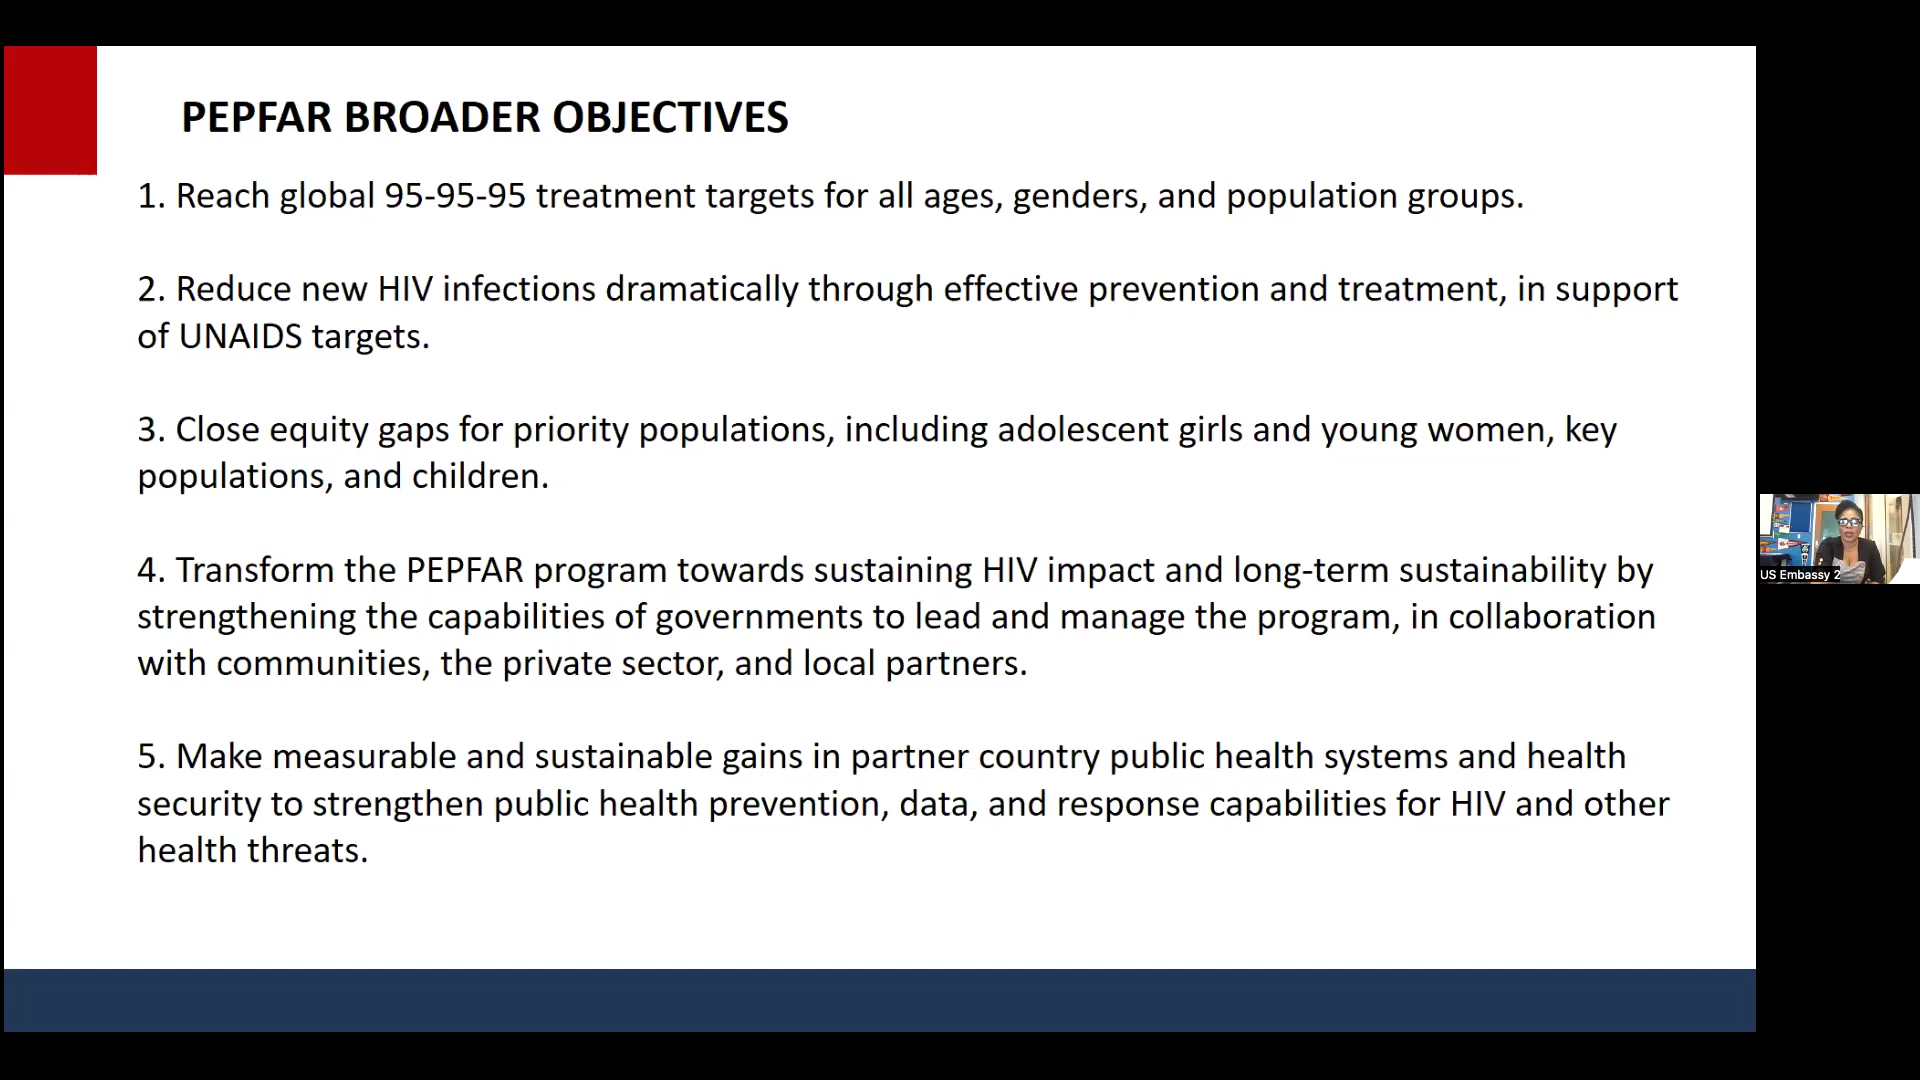 PEPFAR BROADER OBJECTIVES
1. Reach global 95-95-95 treatment targets for all ages, genders, and population groups.
2. Reduce new HIV infections dramatically through effective prevention and treatment, in support
of UNAIDS targets.
3. Close equity gaps for priority populations, including adolescent girls and young women, key
populations, and children.
4. Transform the PEPFAR program towards sustaining HIV impact and long-term sustainability by
strengthening the capabilities of governments to lead and manage the program, in collaboration
with communities, the private sector, and local partners.
5. Make measurable and sustainable gains in partner country public health systems and health
security to strengthen public health prevention, data, and response capabilities for HIV and other
health threats.
US Embassy 2